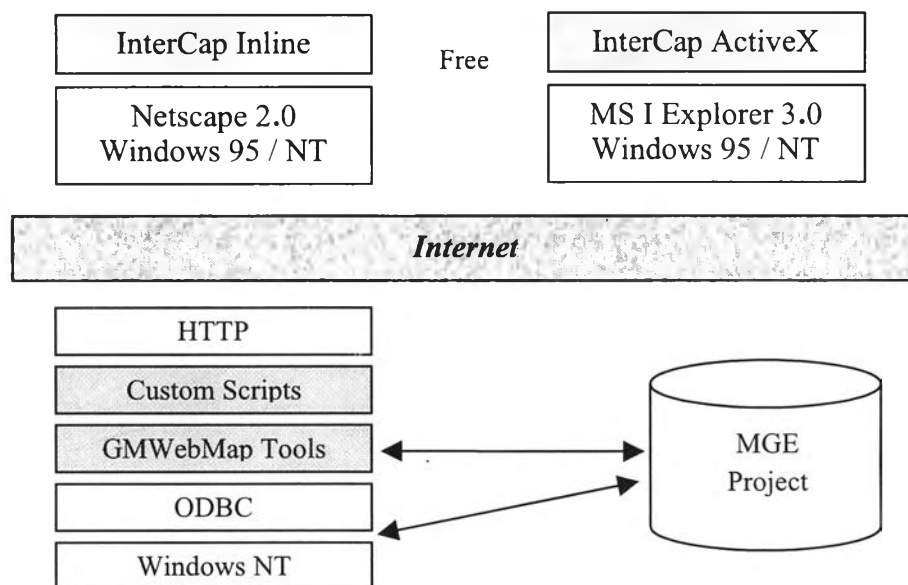 InterCap Inline
Free
InterCap ActiveX
Netscape 2.0
Windows 95 / NT
MS I Explorer 3.0
Windows 95 / NT
Internet
HTTP
Custom Scripts
GMWebMap Tools
ODBC
Windows NT
MGE
Project